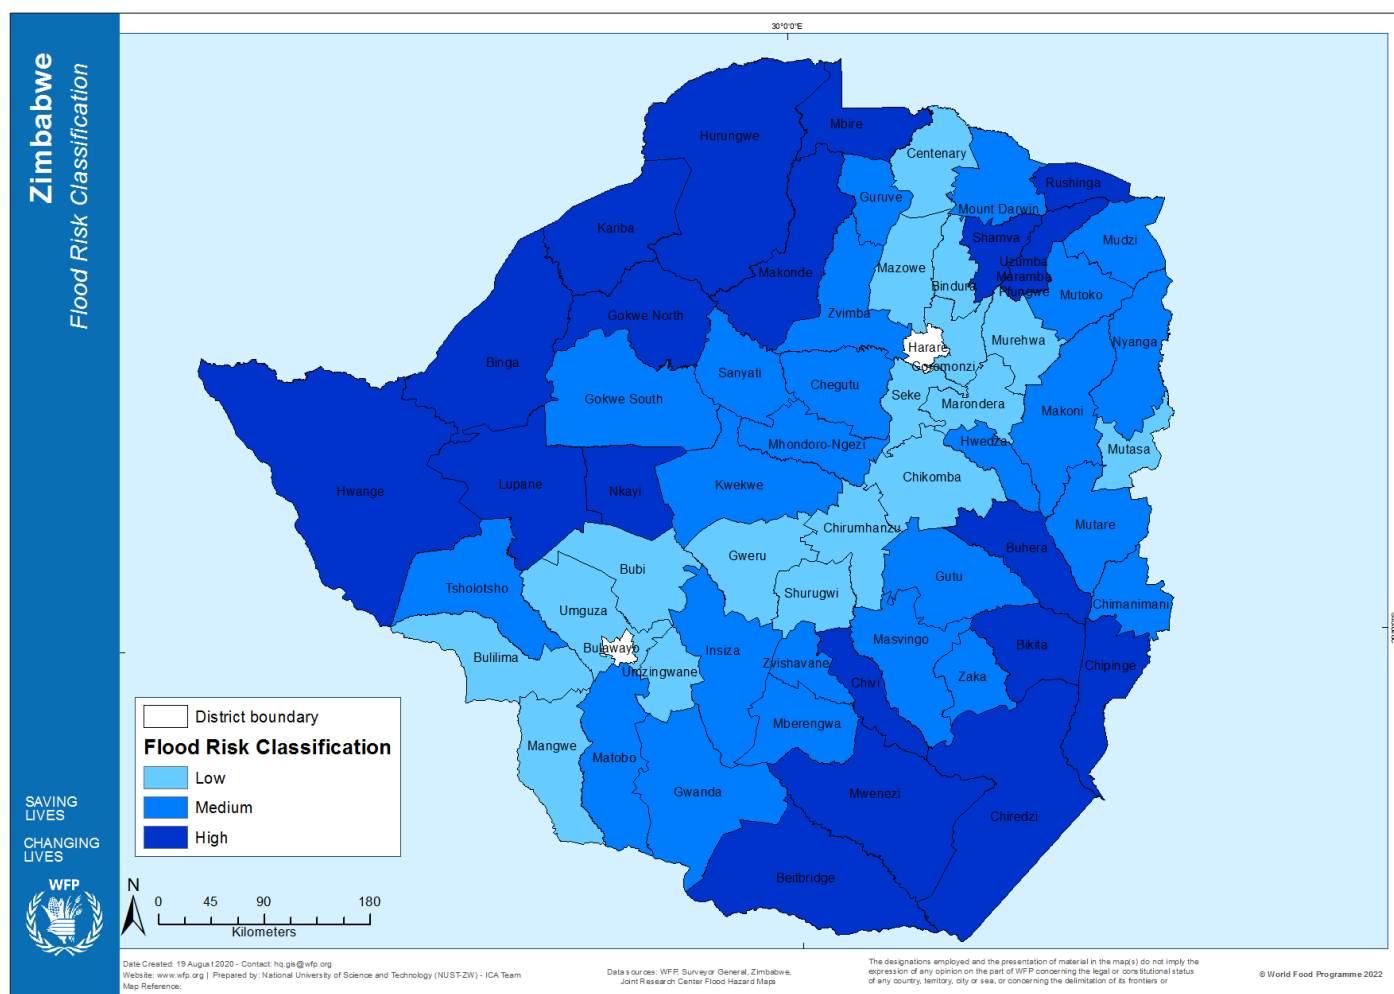 Zimbabwe
Flood Risk Classification
30°0'0"E
Hurungwe
Mbire
Centenary
Rushinga
Guruve
Mount Darwin
Kariba
Shamva
Mudzi
Uzumba
Maramba
Pfungwe
Makonde
Mazowe
Bindura
Mutoko
Gokwe North
Zvimba
Harare
Murehwa
Nyanga
Binga
Goromonzi
Sanyati
Chegutu
Seke
Marondera
Gokwe South
Makoni
Mhondoro-Ngezi
Hwedza
Mutasa
Hwange
Lupane
Nkayi
Kwekwe
Chikomba
Chirumhanzu
Mutare
Buhera
Gweru
Bubi
Gutu
Tsholotsho
Shurugwi
Chimanimani
Umguza
Masvingo
Bikita
Bulawayo
Insiza
Bulilima
Zvishavane
Chipinge
Umzingwane
Zaka
Chivi
Mberengwa
Mangwe
Matobo
Gwanda
Mwenezi
Chiredzi
Beitbridge
District boundary
Flood Risk Classification
Low
Medium
High
SAVING
LIVES
CHANGING
LIVES
WFP
N
0 45 90 180
Kilometers
Date Created: 19 August 2020 - Contact: hq.gis@wfp.org
Website: www.wfp.org | Prepared by: National University of Science and Technology (NUST-ZW) - ICA Team
Map Reference:
Data sources: WFP, Surveyor General, Zimbabwe,
Joint Research Center Flood Hazard Maps
The designations employed and the presentation of material in the map(s) do not imply the
expression of any opinion on the part of WFP concerning the legal or constitutional status
of any country, territory, city or sea, or concerning the delimitation of its frontiers or
© World Food Programme 2022